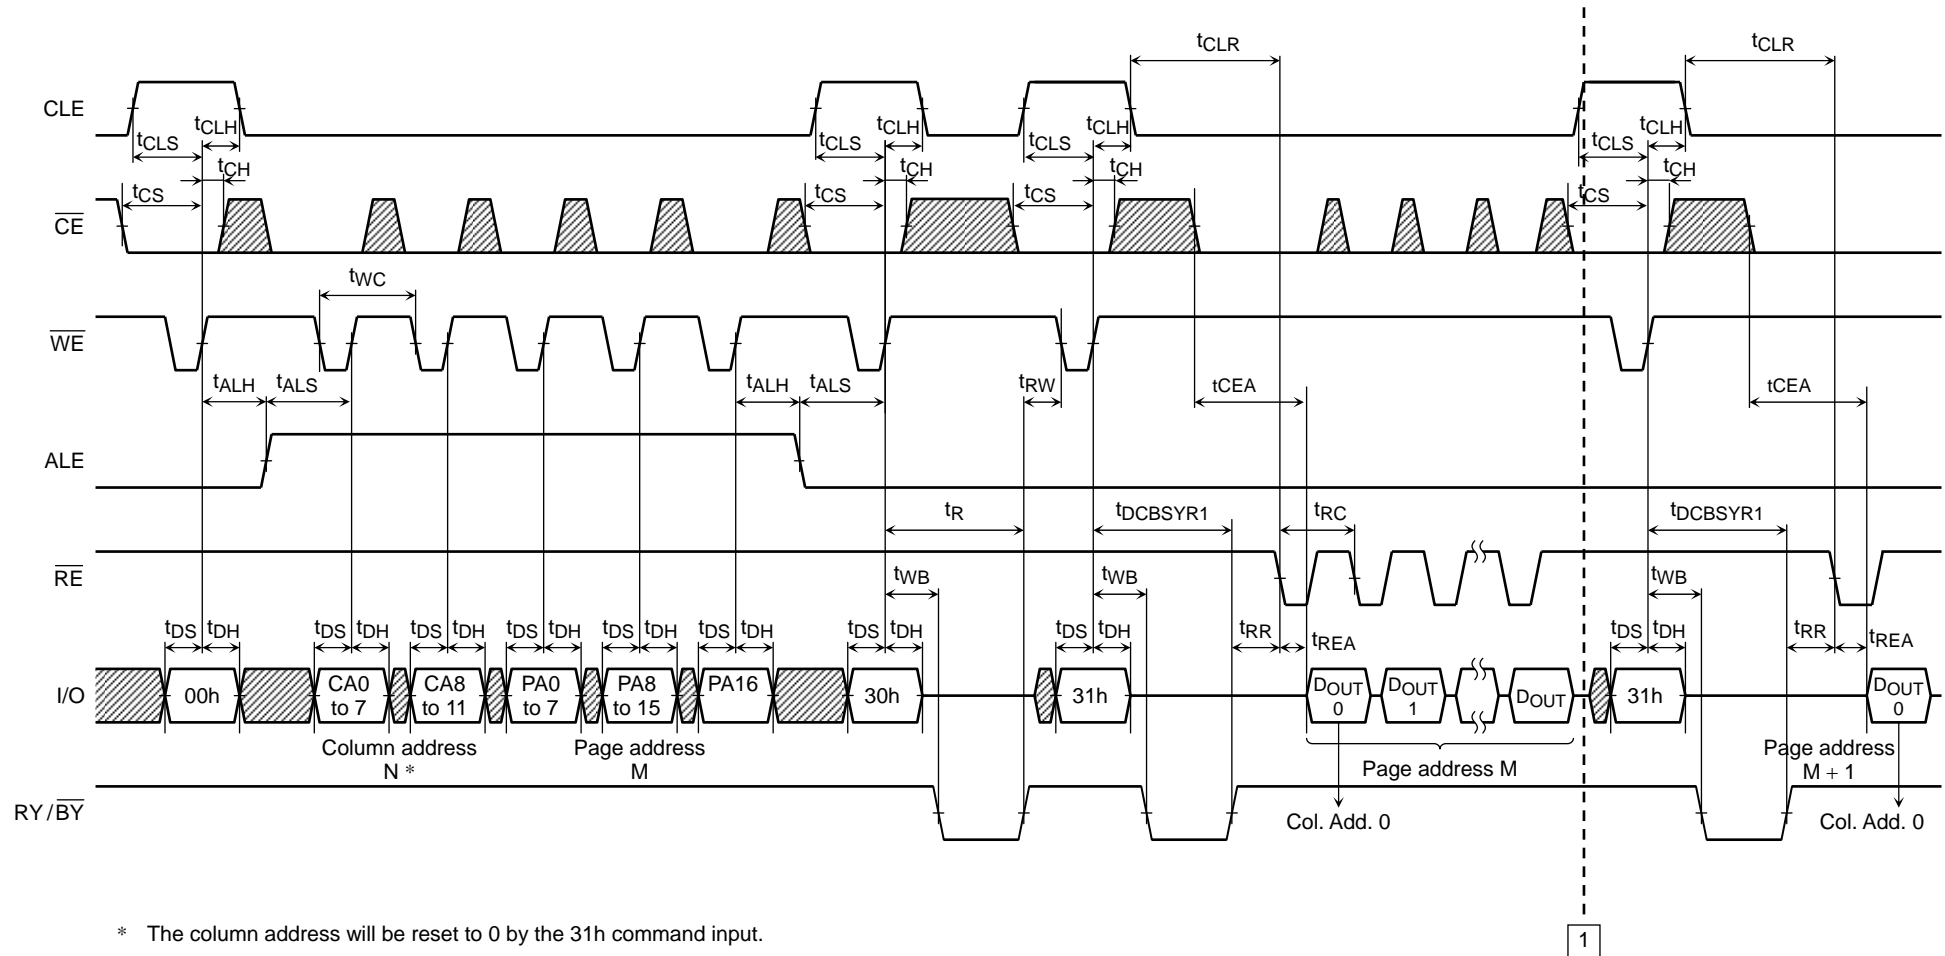 tCLR tCLR
CLE
tCLS tCLH tCLS tCLH tCLS tCLH tCLS tCLH
tCH tCH tCH tCH
tCS tCS tCS tCS
CE
tWC
WE
tALH tALS tALH tALS tRW tCEA tCEA
ALE
tR tDCBSYR1 tRC tDCBSYR1
RE
tWB tWB tWB
tDS tDH tDS tDH tDS tDH tDS tDH tDS tDH tDS tDH tDS tDH tDS tDH tRR tREA tDS tDH tRR tREA
I/O
00h
CA0
to 7
CA8
to 11
PA0
to 7
PA8
to 15
PA16
30h
31h
DOUT
0
DOUT
1
DOUT
31h
DOUT
0
Column address
N *
Page address
M
Page address M
Page address
M + 1
RY/BY
Col. Add. 0
Col. Add. 0
* The column address will be reset to 0 by the 31h command input.
1